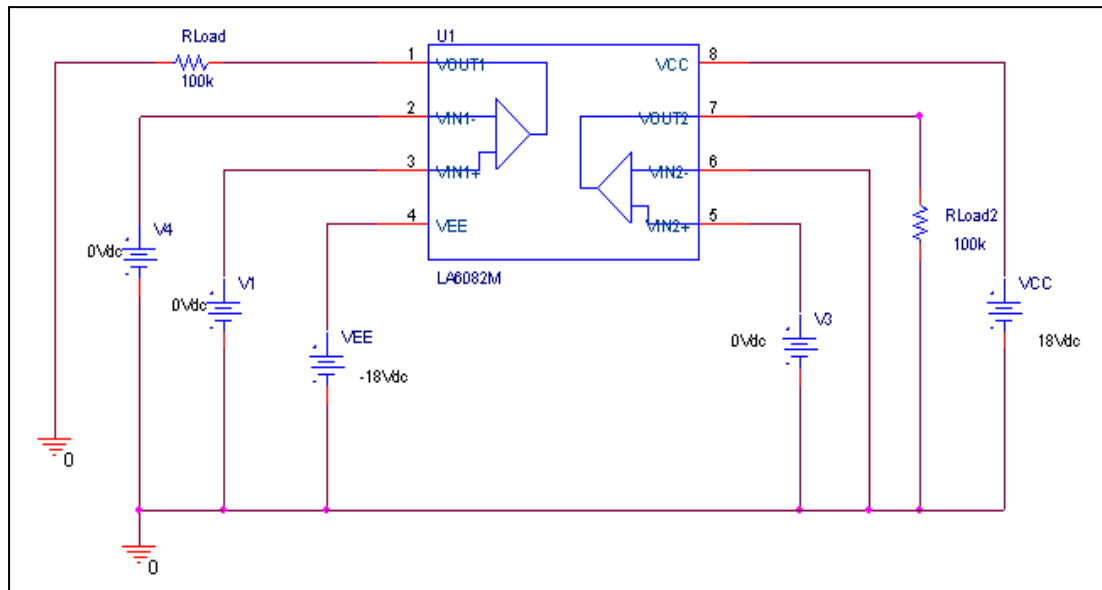 U1
RLoad
100k
1
VOUT1
VCC
8
2
VIN1-
VOUT2
7
3
VIN1+
VIN2-
6
4
VEE
VIN2+
5
LA6082M
RLoad2
100k
V4
0Vdc
V1
0Vdc
VEE
-18Vdc
V3
0Vdc
VCC
18Vdc
0
0